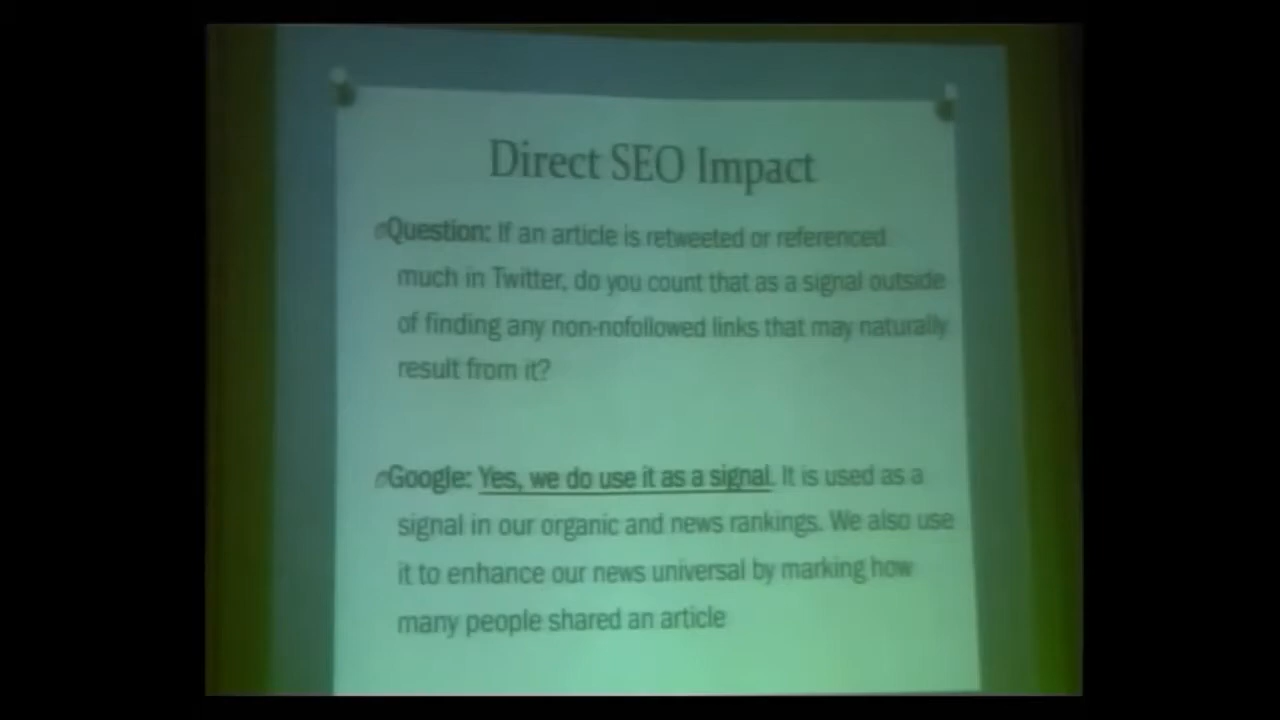 Direct SEO Impact
Question: If an article is retweeted or referenced
much in Twitter, do you count that as a signal outside
of finding any non-nofollowed links that may naturally
result from it?
Google: Yes, we do use it as a signal. It is used as a
signal in our organic and news rankings. We also use
it to enhance our news universal by marking how
many people shared an article